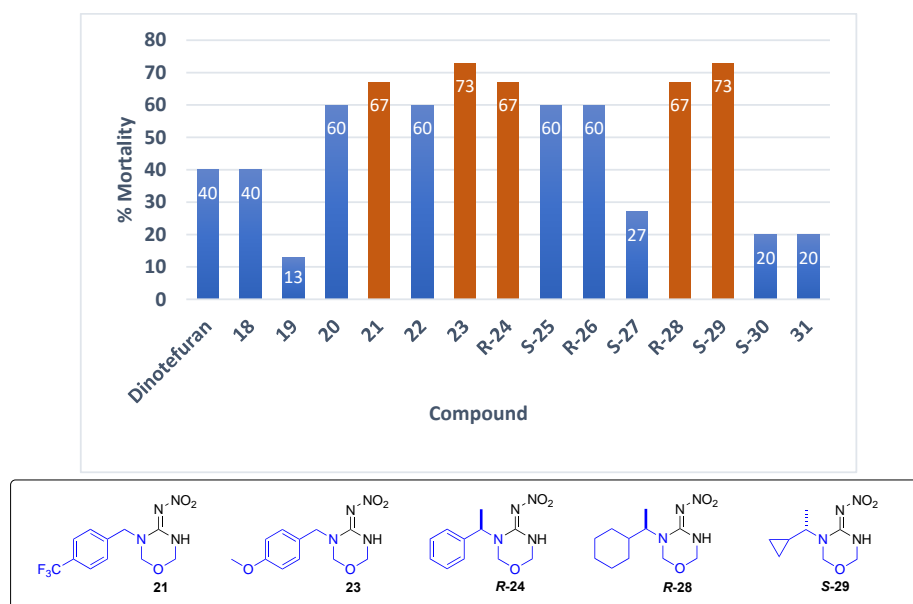 % Mortality
80
70
60
50
40
30
20
10
0
40
40
13
60
67
60
73
67
60
60
27
67
73
20
20
Dinotefuran
18
19
20
21
22
23
R-24
S-25
R-26
S-27
R-28
S-29
S-30
31
Compound
N NO2
F3C N NH
O
21
N NO2
O N NH
O
23
N NO2
N NH
O
R-24
N NO2
N NH
O
R-28
N NO2
N NH
O
S-29